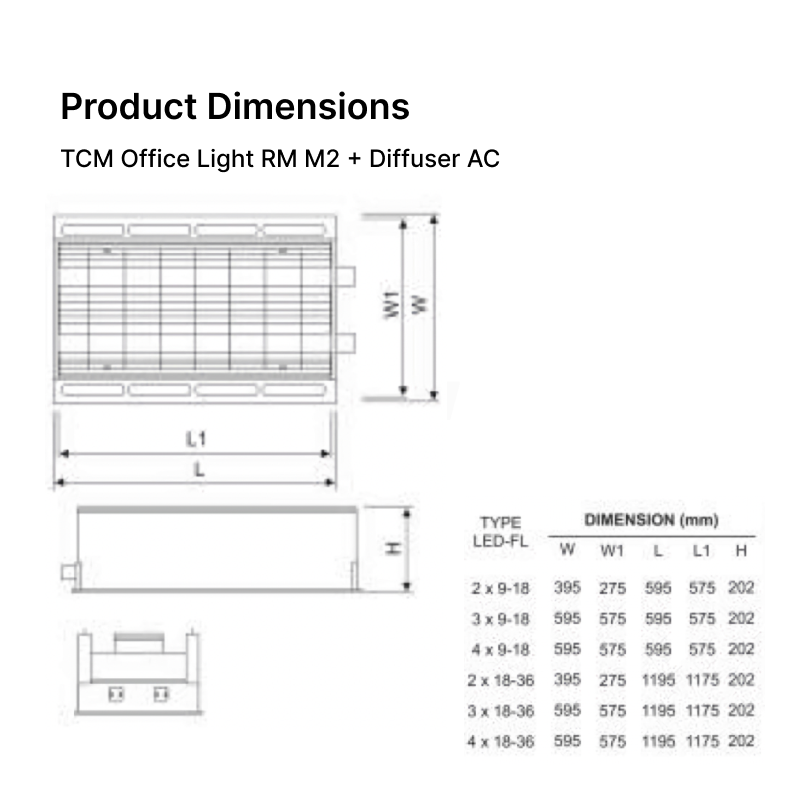 Product Dimensions
TCM Office Light RM M2 + Diffuser AC
W1
W
L1
L
H
TYPE
LED-FL
DIMENSION (mm)
W W1 L L1 H
2 x 9-18 395 275 595 575 202
3 x 9-18 595 575 595 575 202
4 x 9-18 595 575 595 575 202
2 x 18-36 395 275 1195 1175 202
3 x 18-36 595 575 1195 1175 202
4 x 18-36 595 575 1195 1175 202